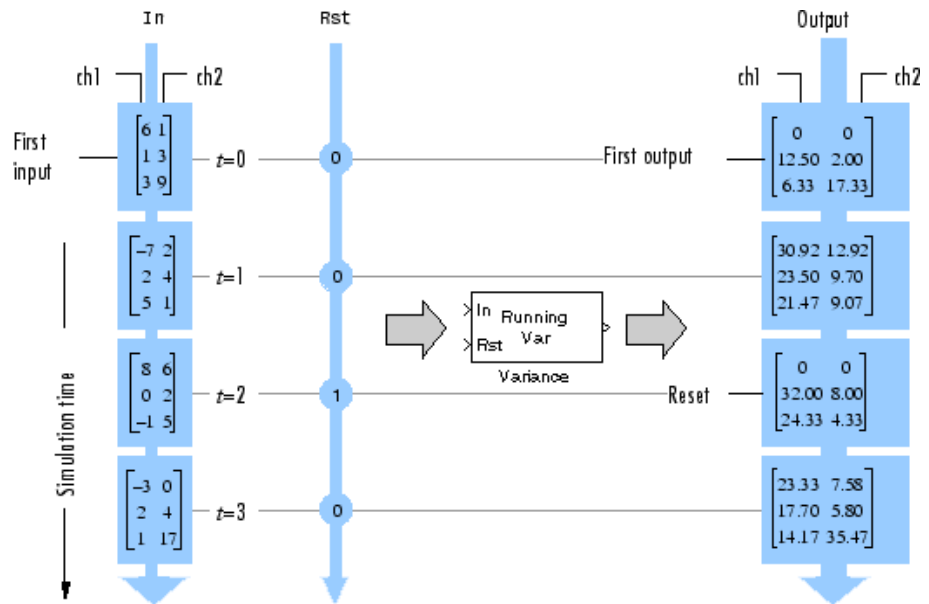 In Rst Output
ch1 ch2 ch1 ch2
First input
6 1
1 3
3 9
t=0
0
First output
0 0
12.50 2.00
6.33 17.33
-7 2
2 4
5 1
t=1
0
30.92 12.92
23.50 9.70
21.47 9.07
In
Rst
Running
Var
Variance
Simulation time
8 6
0 2
-1 5
t=2
1
Reset
0 0
32.00 8.00
24.33 4.33
-3 0
2 4
1 17
t=3
0
23.33 7.58
17.70 5.80
14.17 35.47